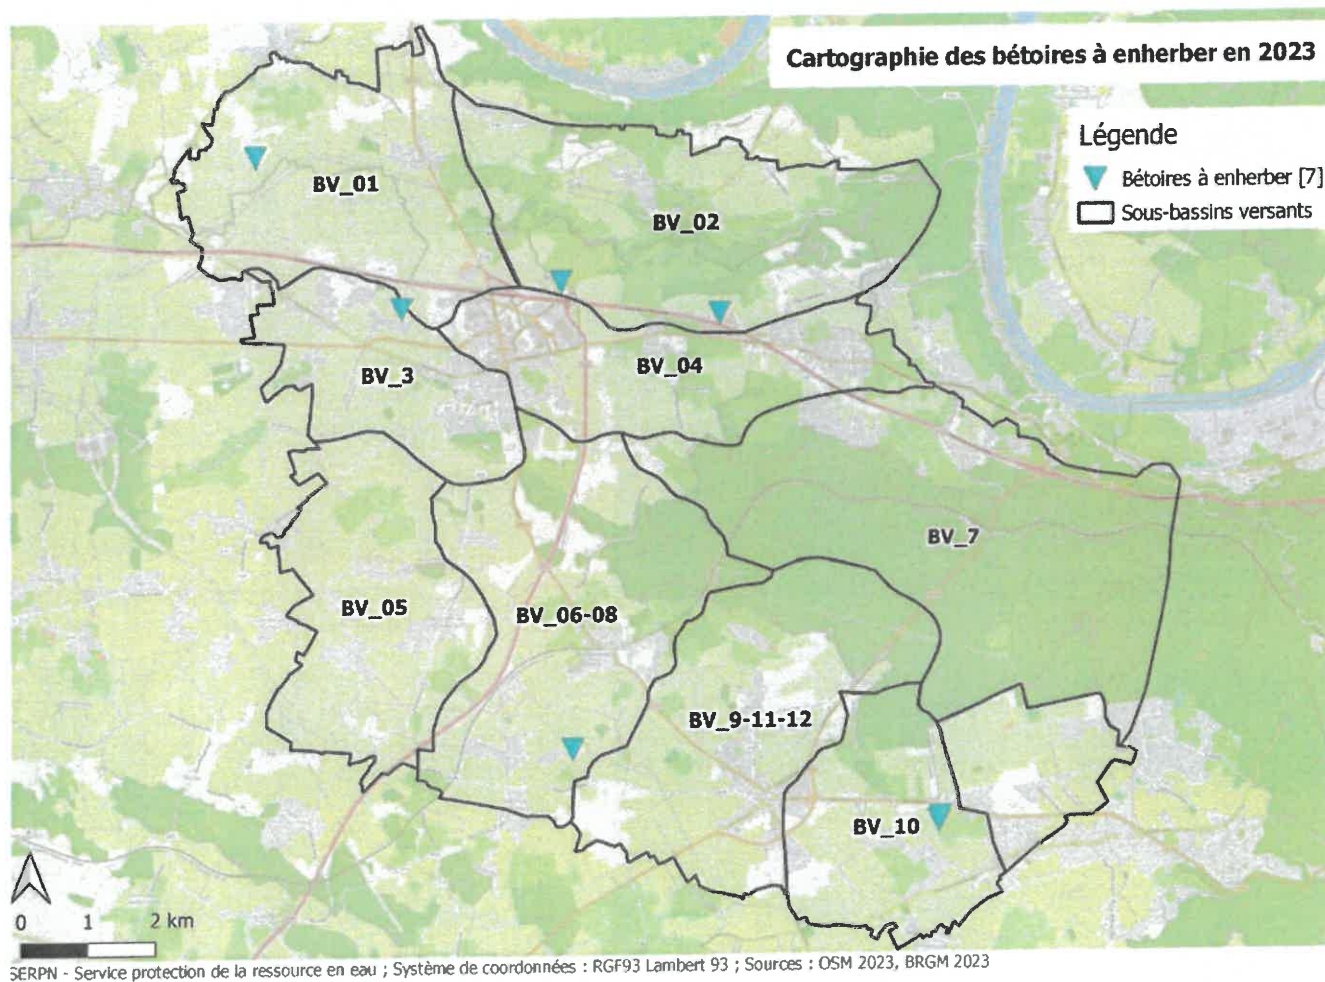 Cartographie des bétoires à enherber en 2023
Légende
Bétoires à enherber [7]
Sous-bassins versants
BV_01
BV_02
BV_3
BV_04
BV_7
BV_05
BV_06-08
BV_9-11-12
BV_10
0 1 2 km
SERPN - Service protection de la ressource en eau ; Système de coordonnées : RGF93 Lambert 93 ; Sources : OSM 2023, BRGM 2023